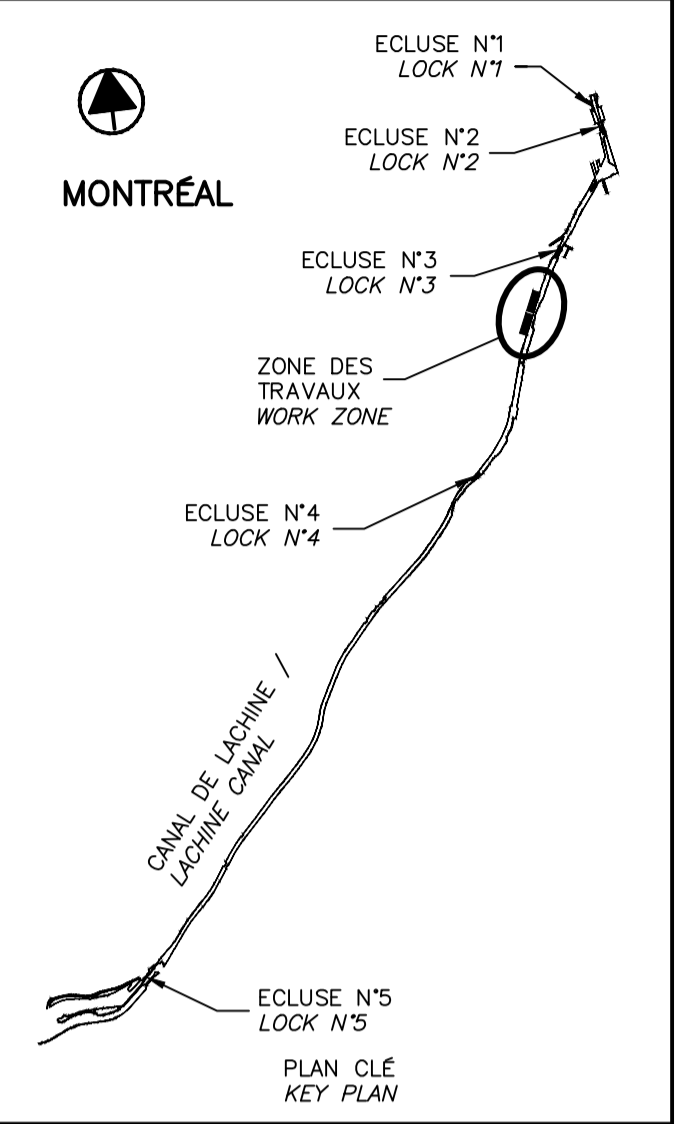 ECLUSE N°1
LOCK N°1
MONTRÉAL
ECLUSE N°2
LOCK N°2
ECLUSE N°3
LOCK N°3
ZONE DES
TRAVAUX
WORK ZONE
ECLUSE N°4
LOCK N°4
CANAL DE LACHINE /
LACHINE CANAL
ECLUSE N°5
LOCK N°5
PLAN CLÉ
KEY PLAN